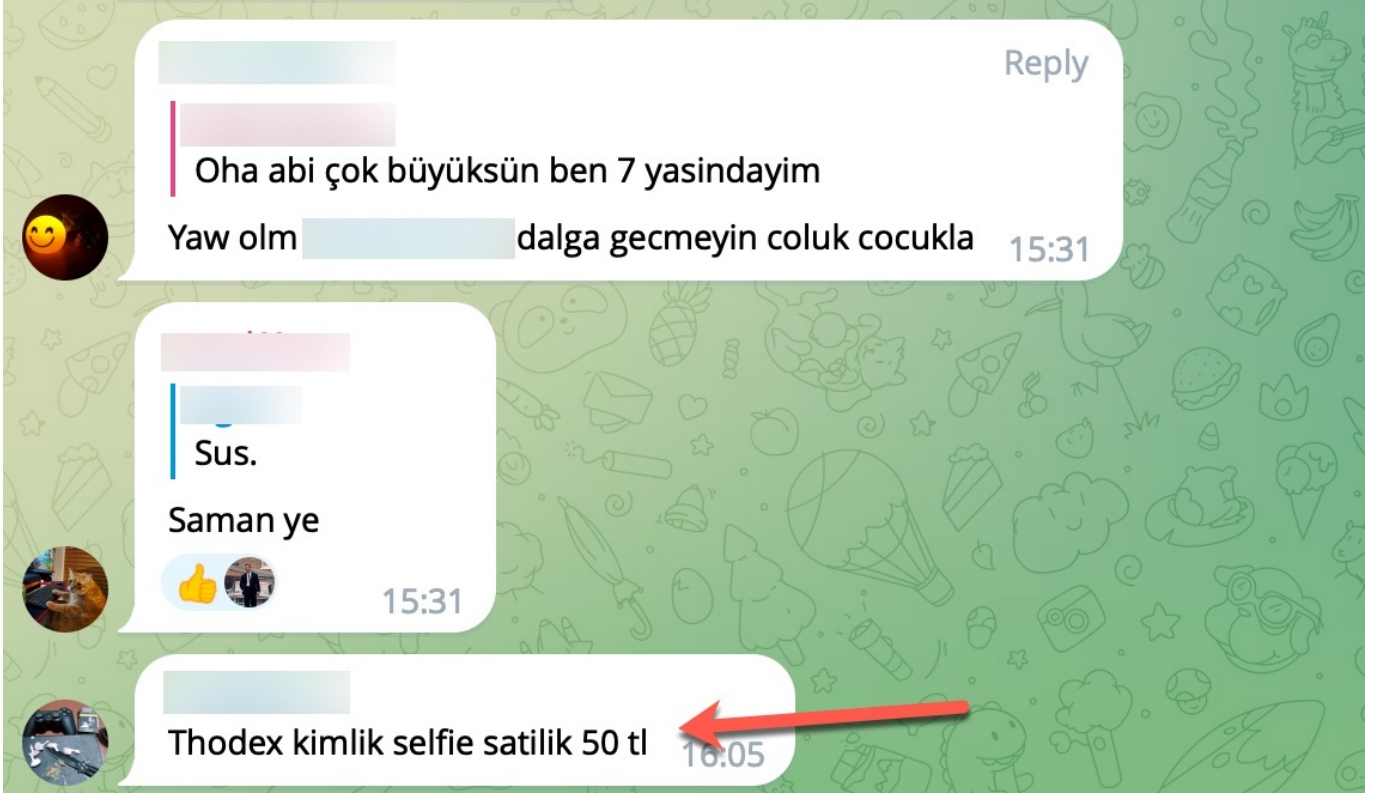 Reply
Oha abi çok büyüksün ben 7 yasindayim
Yaw olm dalga gecmeyin coluk cocukla 15:31
Sus.
Saman ye
15:31
Thodex kimlik selfie satilik 50 tl 16:05